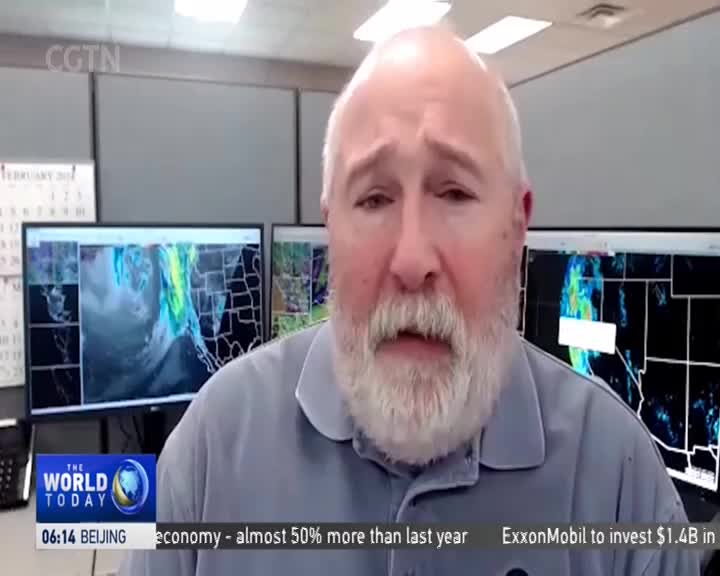 CGTN
FEBRUARY
THE
WORLD
TODAY
06:14 BEIJING
economy - almost 50% more than last year ExxonMobil to invest $1.4B in